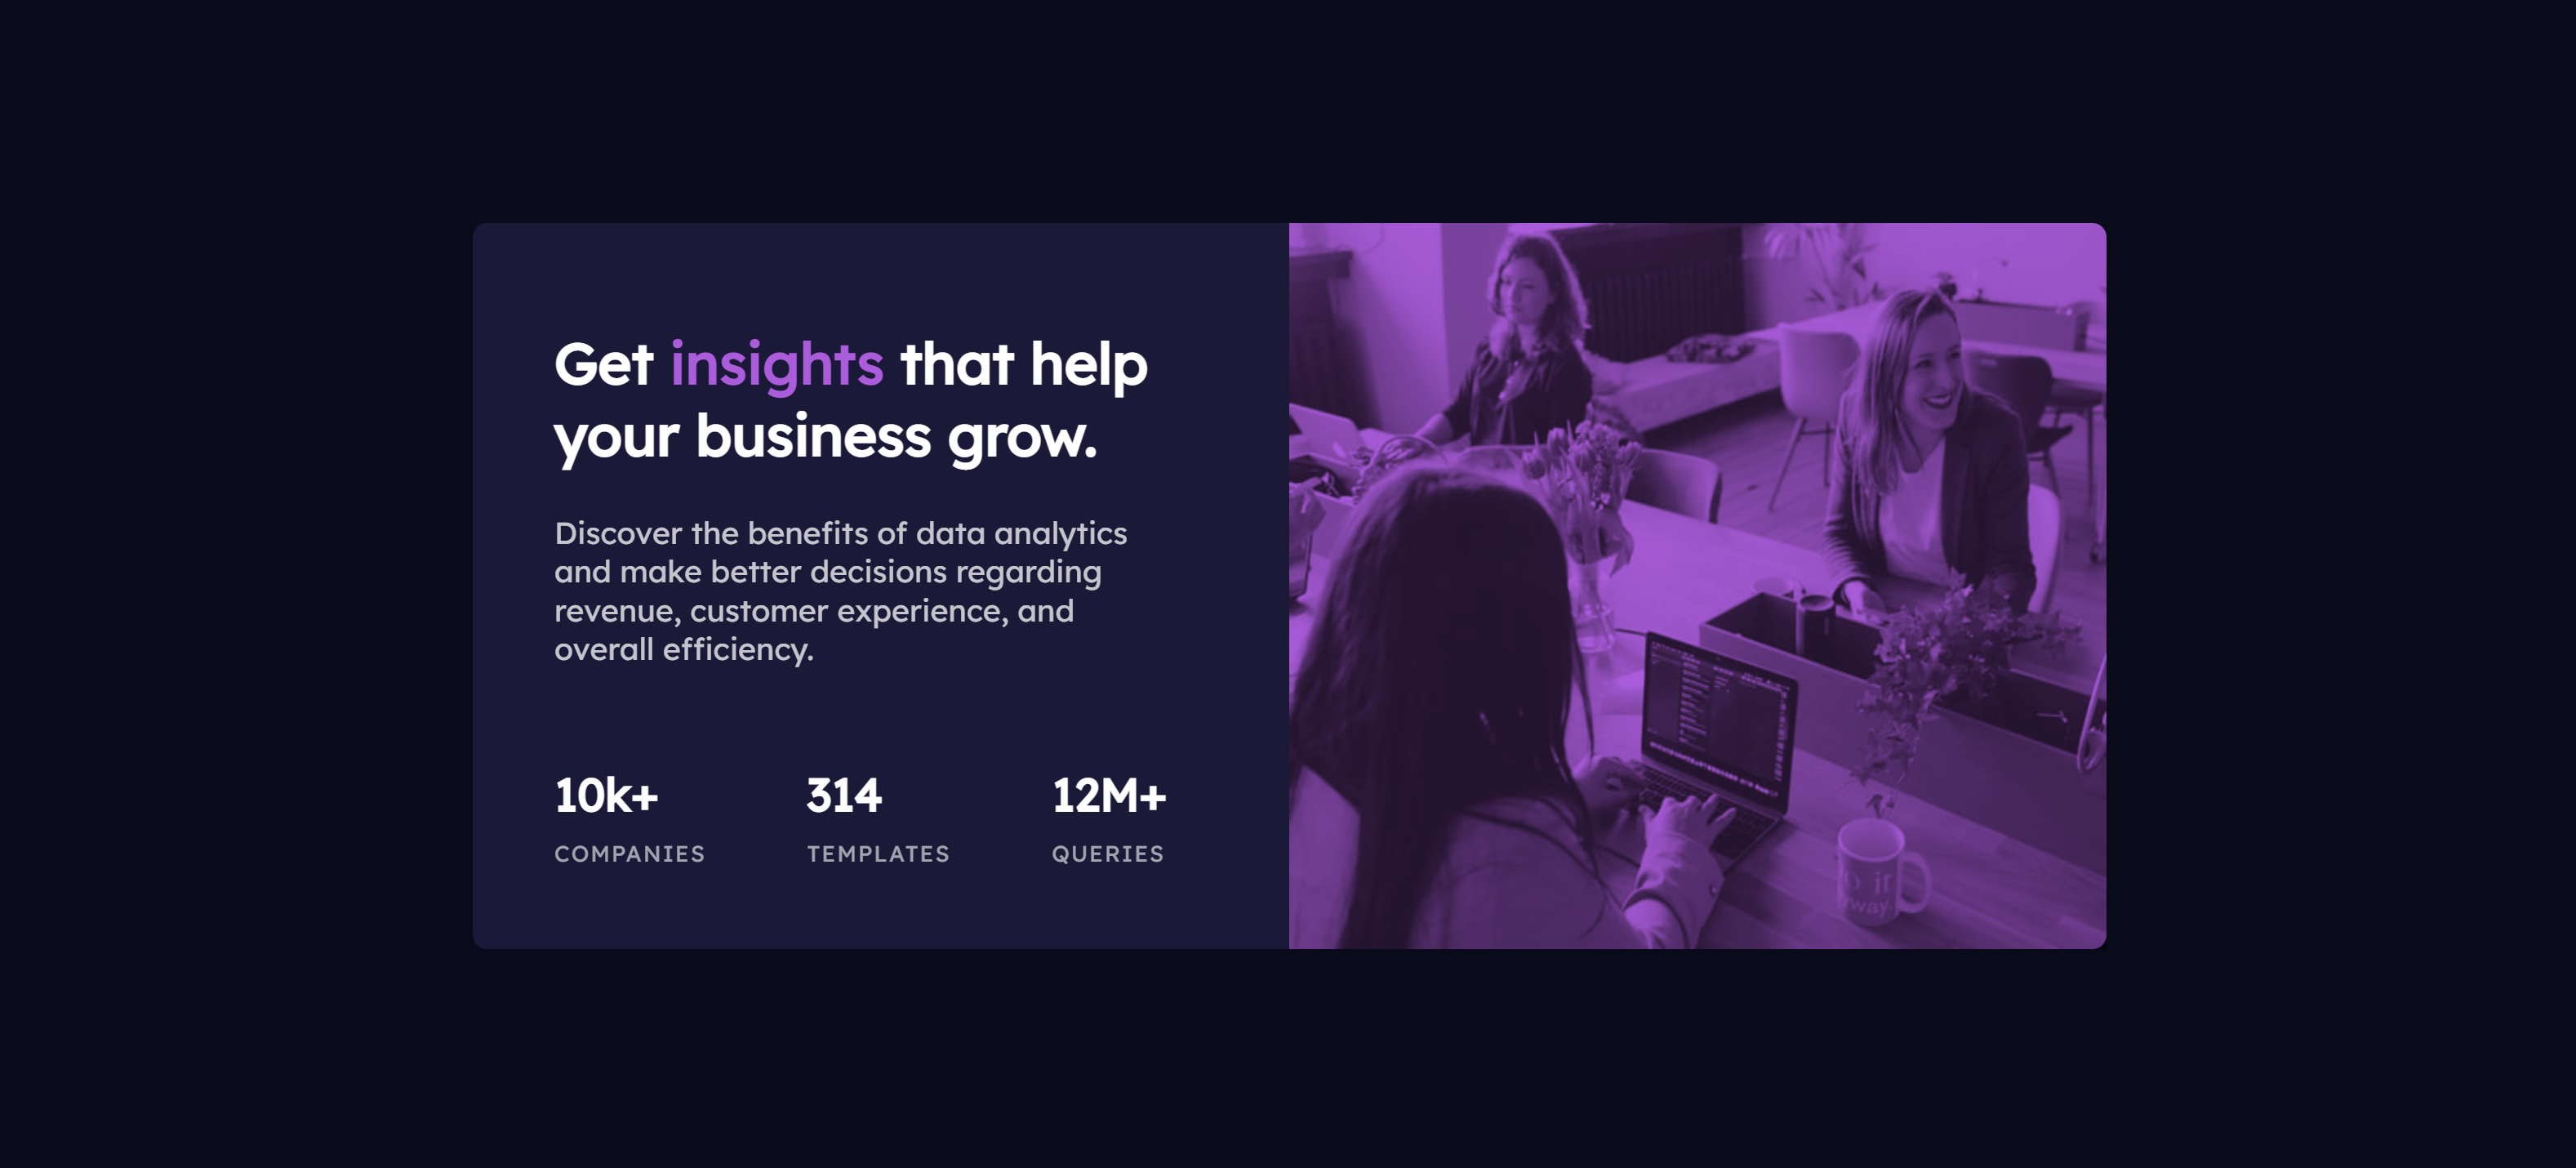 Get insights that help
your business grow.
Discover the benefits of data analytics
and make better decisions regarding
revenue, customer experience, and
overall efficiency.
10k+
314
12M+
COMPANIES
TEMPLATES
QUERIES